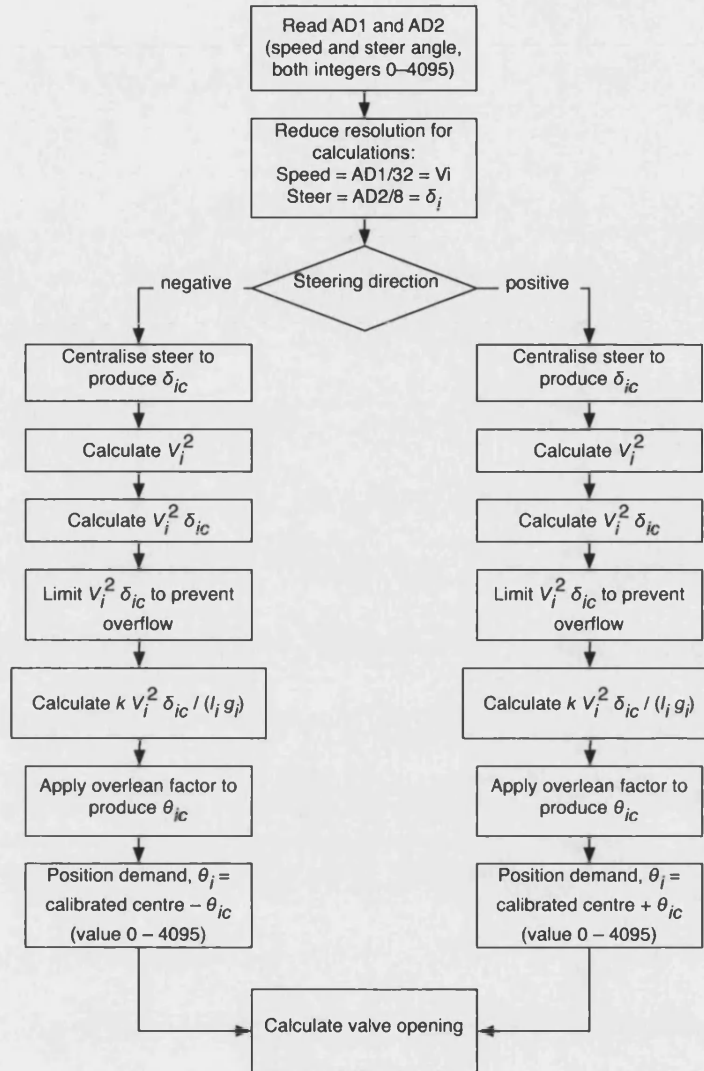 Read AD1 and AD2
(speed and steer angle,
both integers 0–4095)
Reduce resolution for
calculations:
Speed = AD1/32 = Vi
Steer = AD2/8 = δi
Steering direction
negative
positive
Centralise steer to
produce δic
Calculate Vi²
Calculate Vi² δic
Limit Vi² δic to prevent
overflow
Calculate k Vi² δic / (li gi)
Apply overlean factor to
produce θic
Position demand, θi =
calibrated centre – θic
(value 0 – 4095)
Centralise steer to
produce δic
Calculate Vi²
Calculate Vi² δic
Limit Vi² δic to prevent
overflow
Calculate k Vi² δic / (li gi)
Apply overlean factor to
produce θic
Position demand, θi =
calibrated centre + θic
(value 0 – 4095)
Calculate valve opening